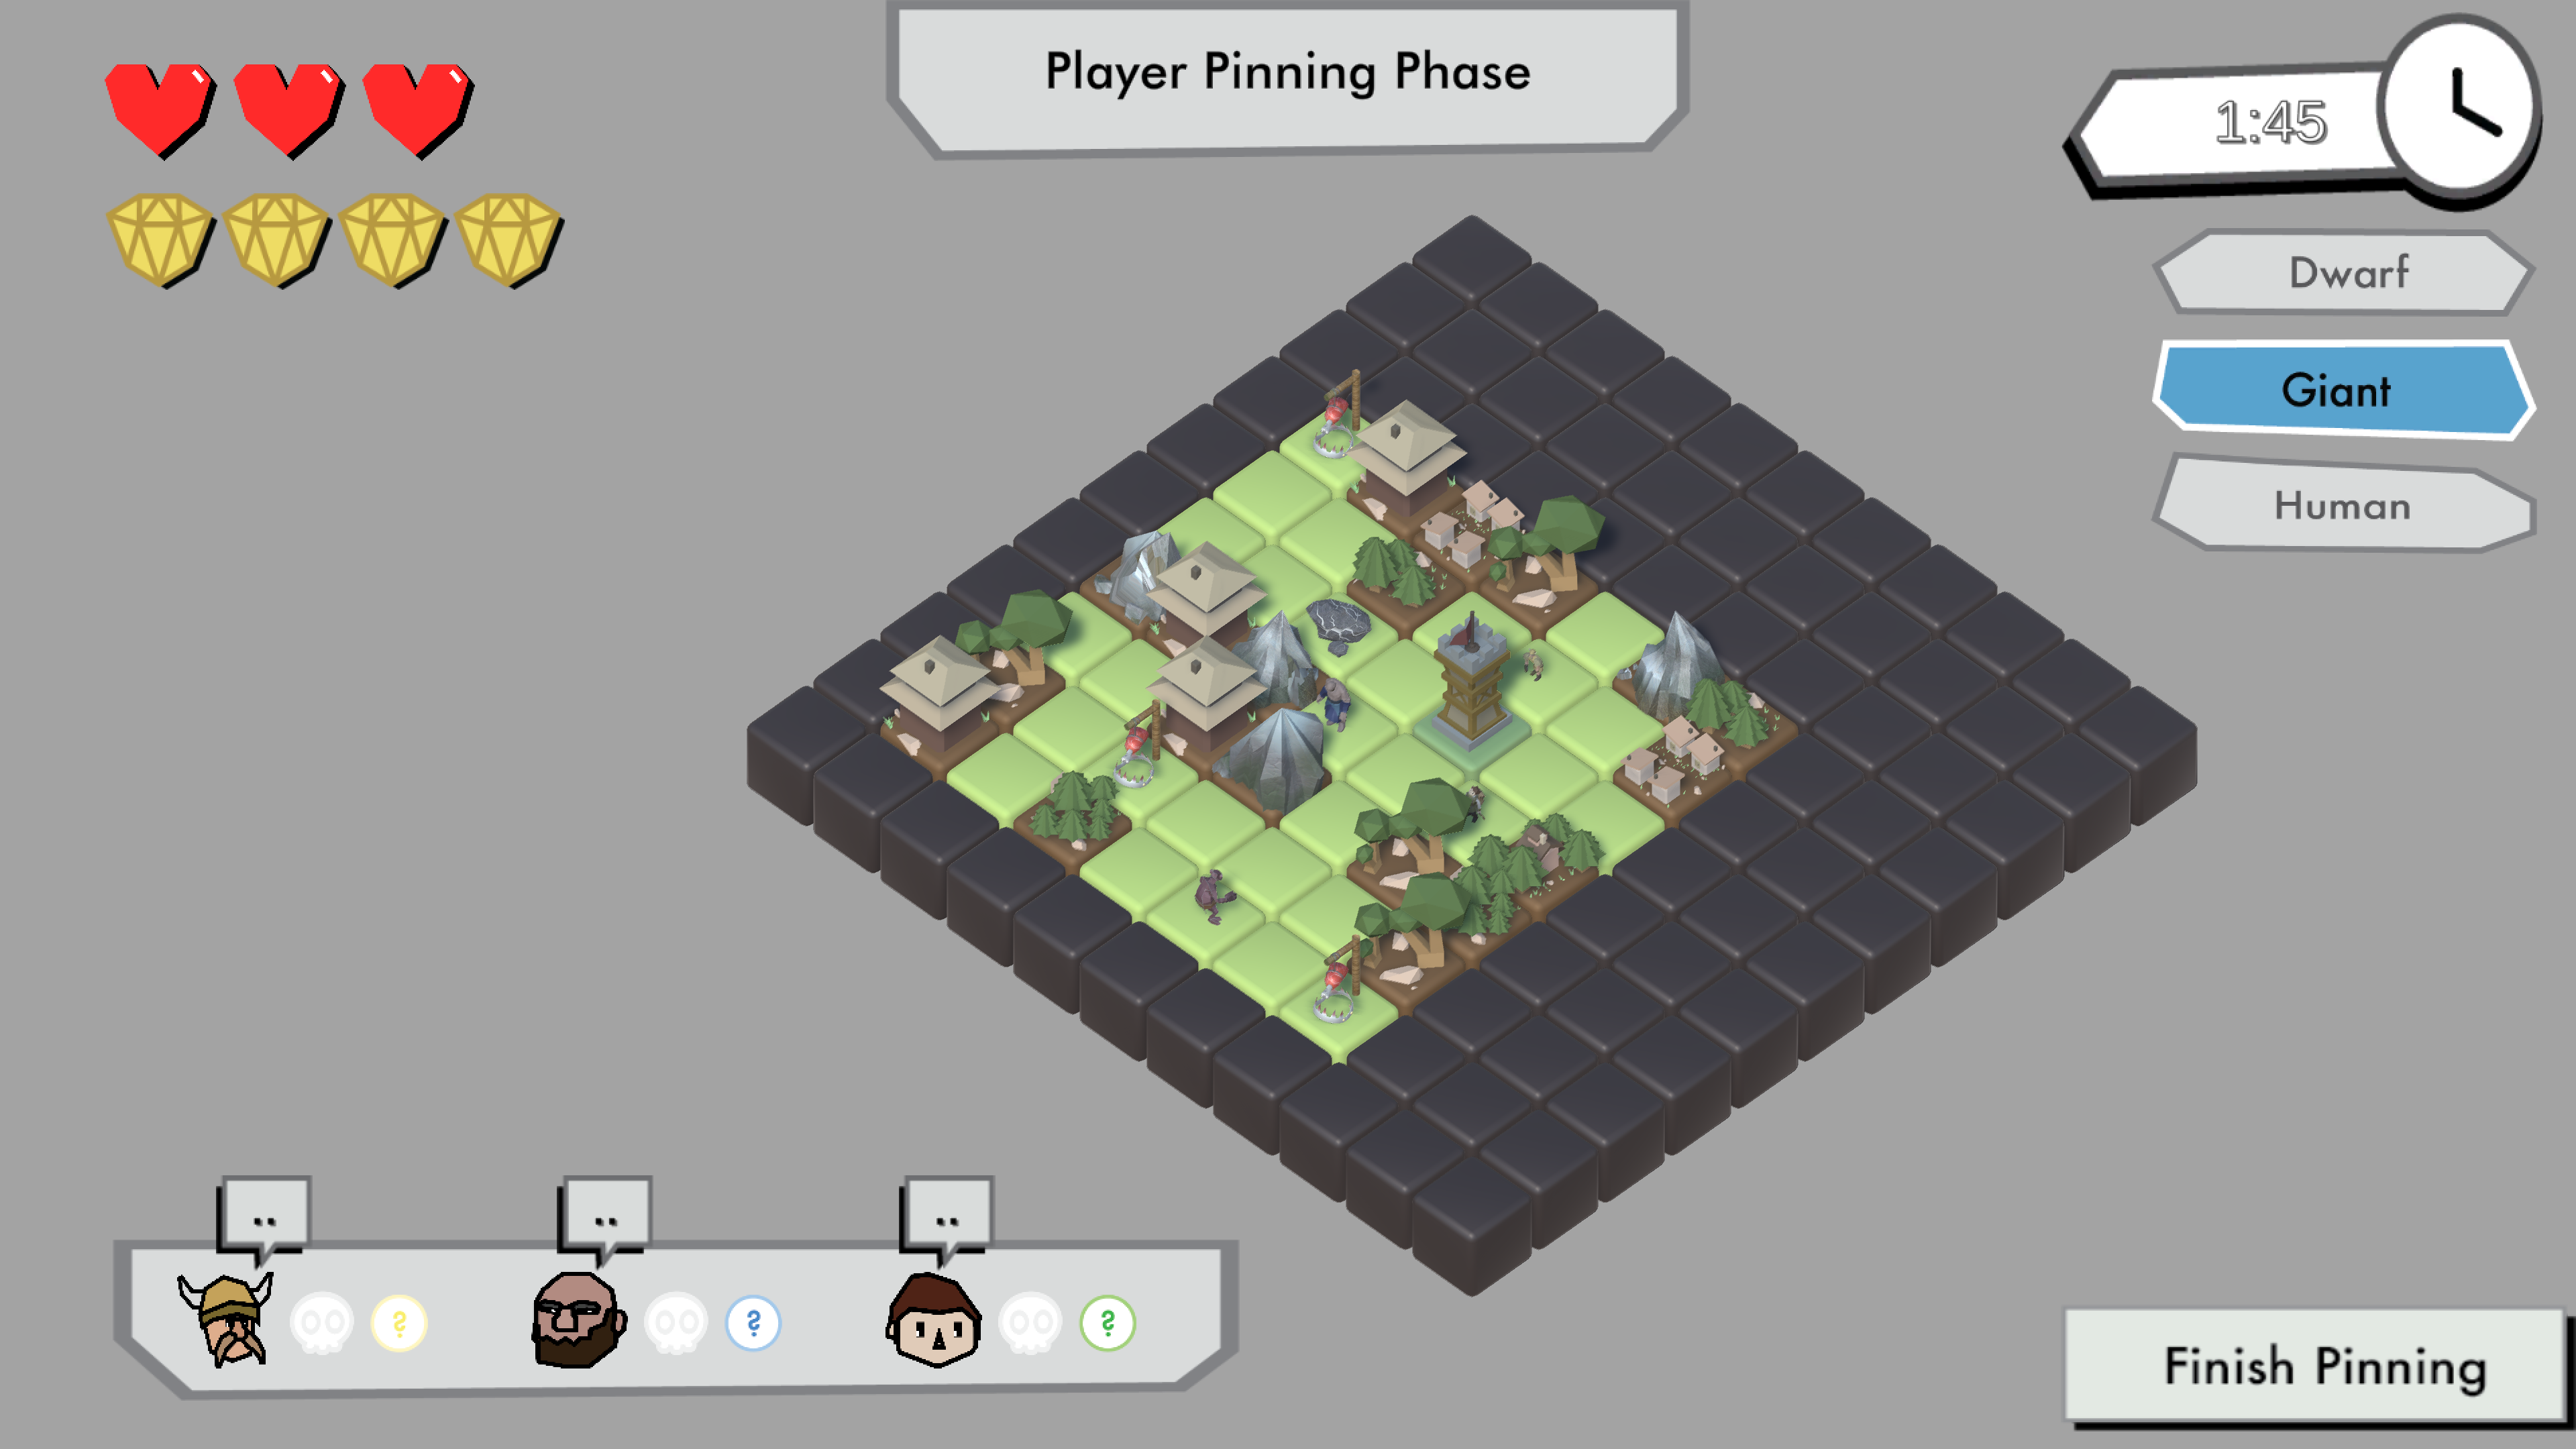 Player Pinning Phase
1:45
Dwarf
Giant
Human
..
..
..
?
?
?
Finish Pinning